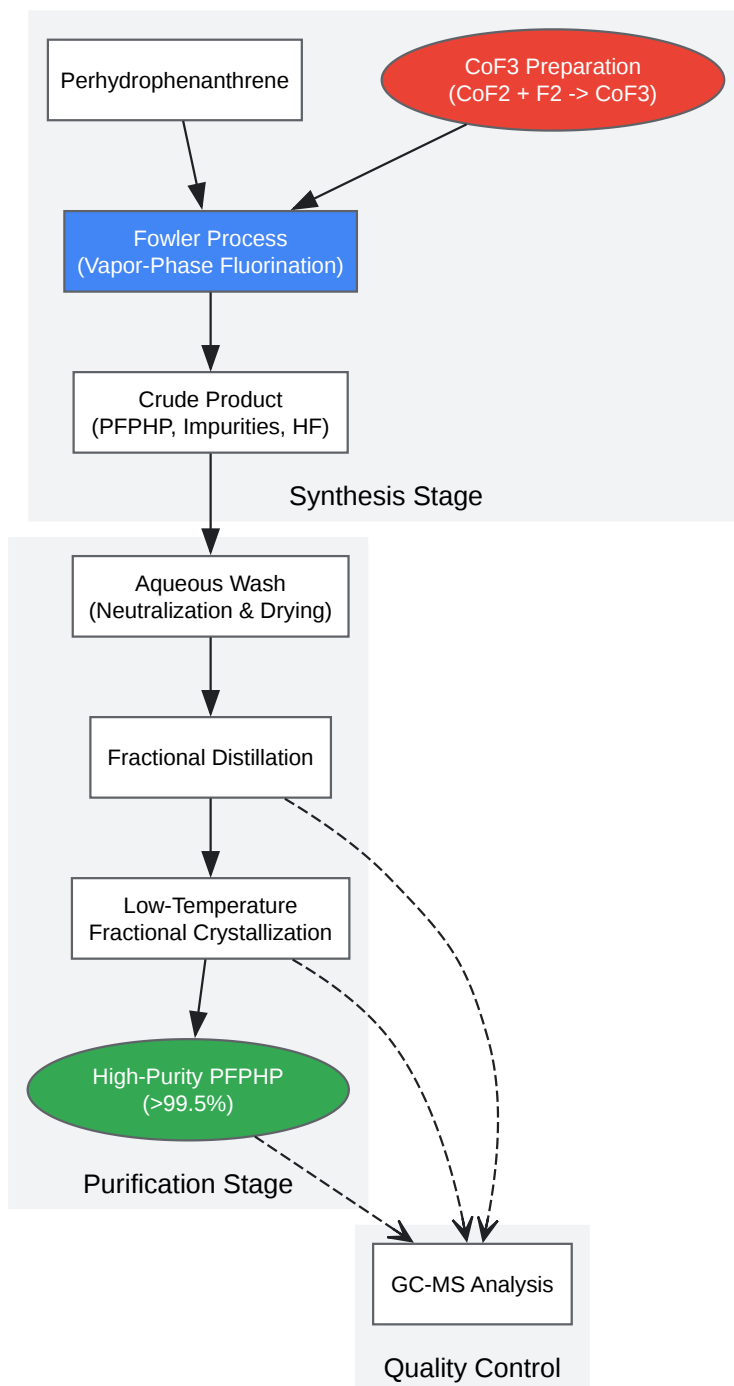 Perhydrophenanthrene
CoF3 Preparation
(CoF2 + F2 -> CoF3)
Fowler Process
(Vapor-Phase Fluorination)
Crude Product
(PFPHP, Impurities, HF)
Synthesis Stage
Aqueous Wash
(Neutralization & Drying)
Fractional Distillation
Low-Temperature
Fractional Crystallization
High-Purity PFPHP
(>99.5%)
Purification Stage
GC-MS Analysis
Quality Control